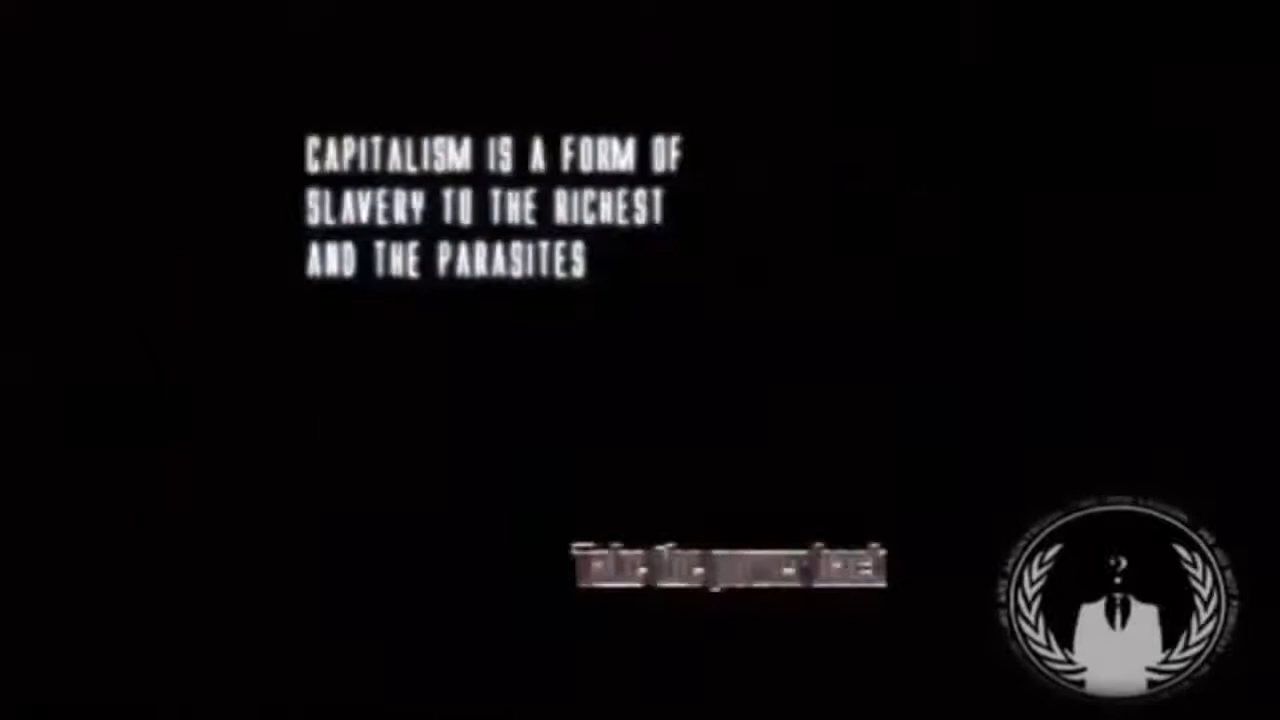 CAPITALISM IS A FORM OF
SLAVERY TO THE RICHEST
AND THE PARASITES
?